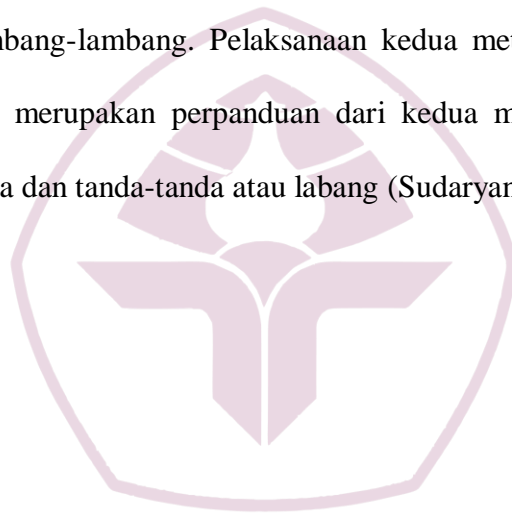 mbang-lambang. Pelaksanaan kedua me
merupakan perpanduan dari kedua m
a dan tanda-tanda atau labang (Sudaryan